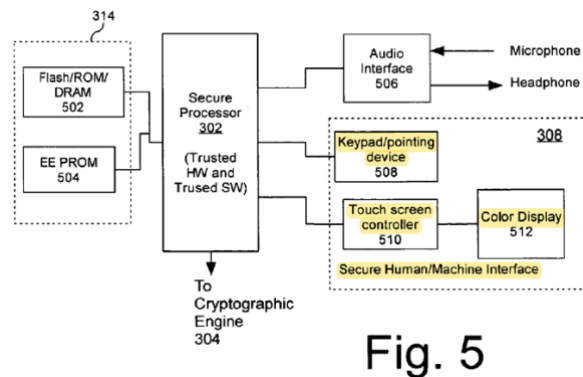 314
Flash/ROM/
DRAM
502
EE PROM
504
Secure
Processor
302
(Trusted
HW and
Trused SW)
To
Cryptographic
Engine
304
Audio
Interface
506
Microphone
Headphone
308
Keypad/pointing
device
508
Touch screen
controller
510
Color Display
512
Secure Human/Machine Interface
Fig. 5